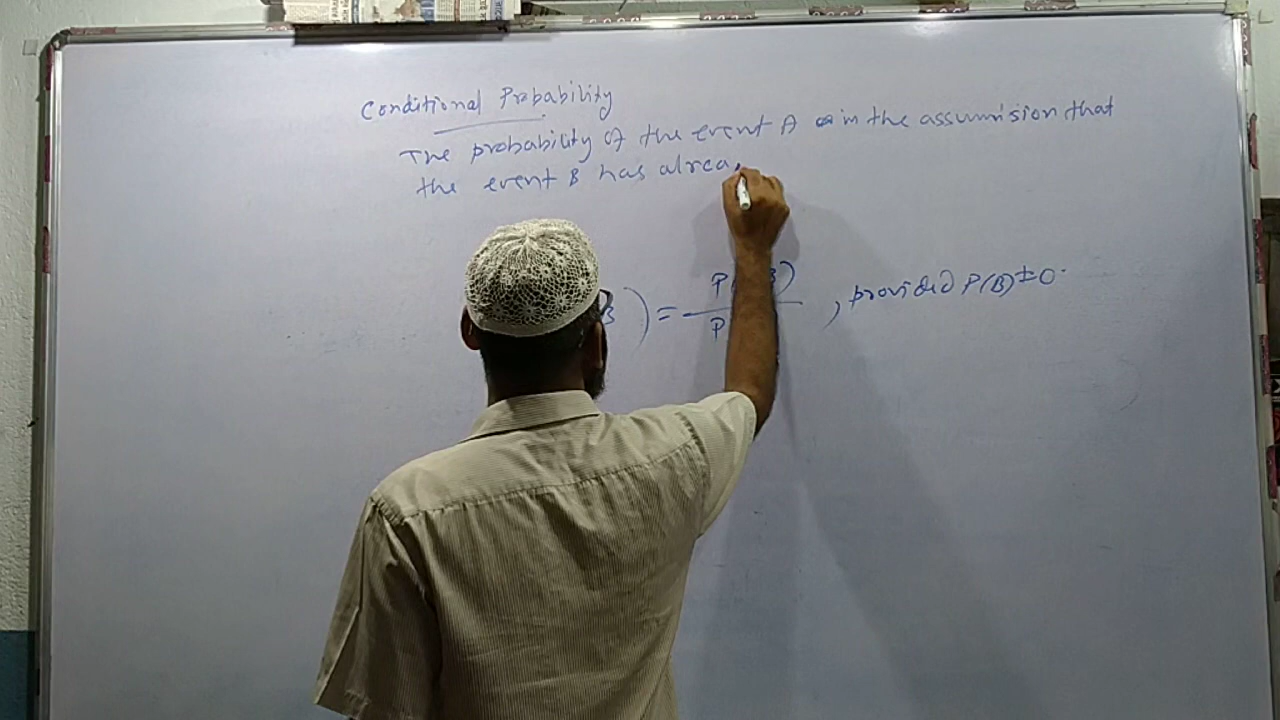 Conditional Probability
The probability of the event A in the assumision that
the event B has alrea
B ) = P( B) , provided P(B) ≠ 0.
P